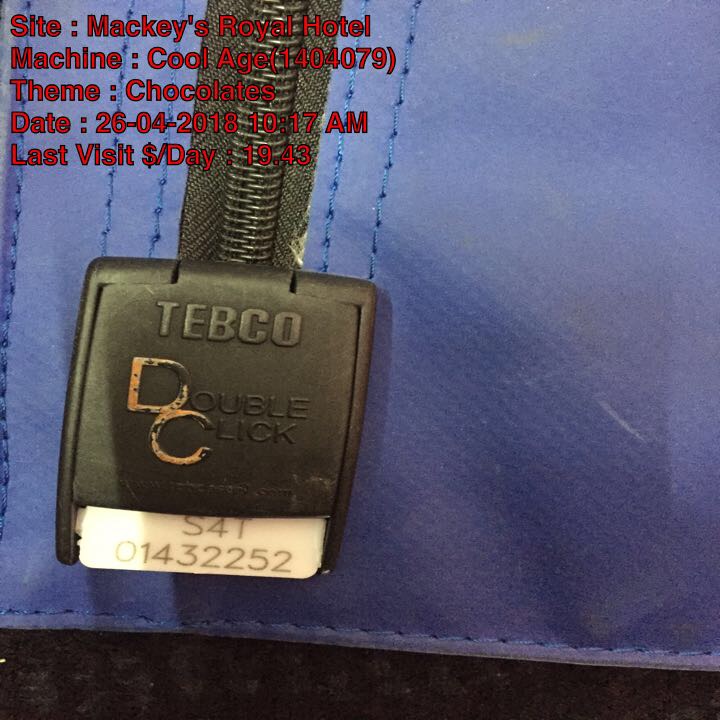 Site : Mackey's Royal Hotel
Machine : Cool Age(1404079)
Theme : Chocolates
Date : 26-04-2018 10:17 AM
Last Visit $/Day : 19.43
TEBCO
DOUBLE
CLICK
S4T
01432252